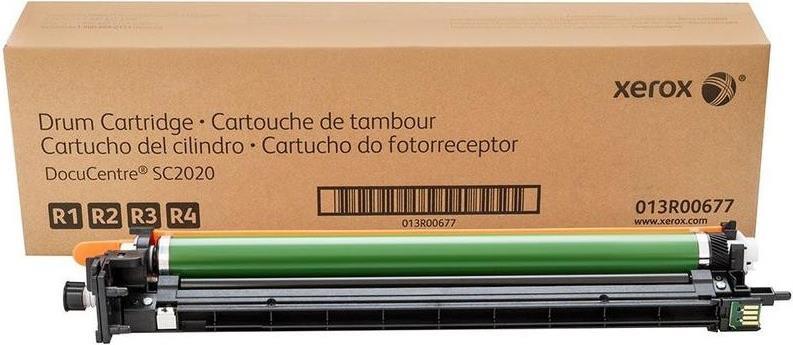 xerox ®
Drum Cartridge • Cartouche de tambour
Cartucho del cilindro • Cartucho do fotorreceptor
DocuCentre® SC2020
R1 R2 R3 R4
013R00677
013R00677
www.xerox.com